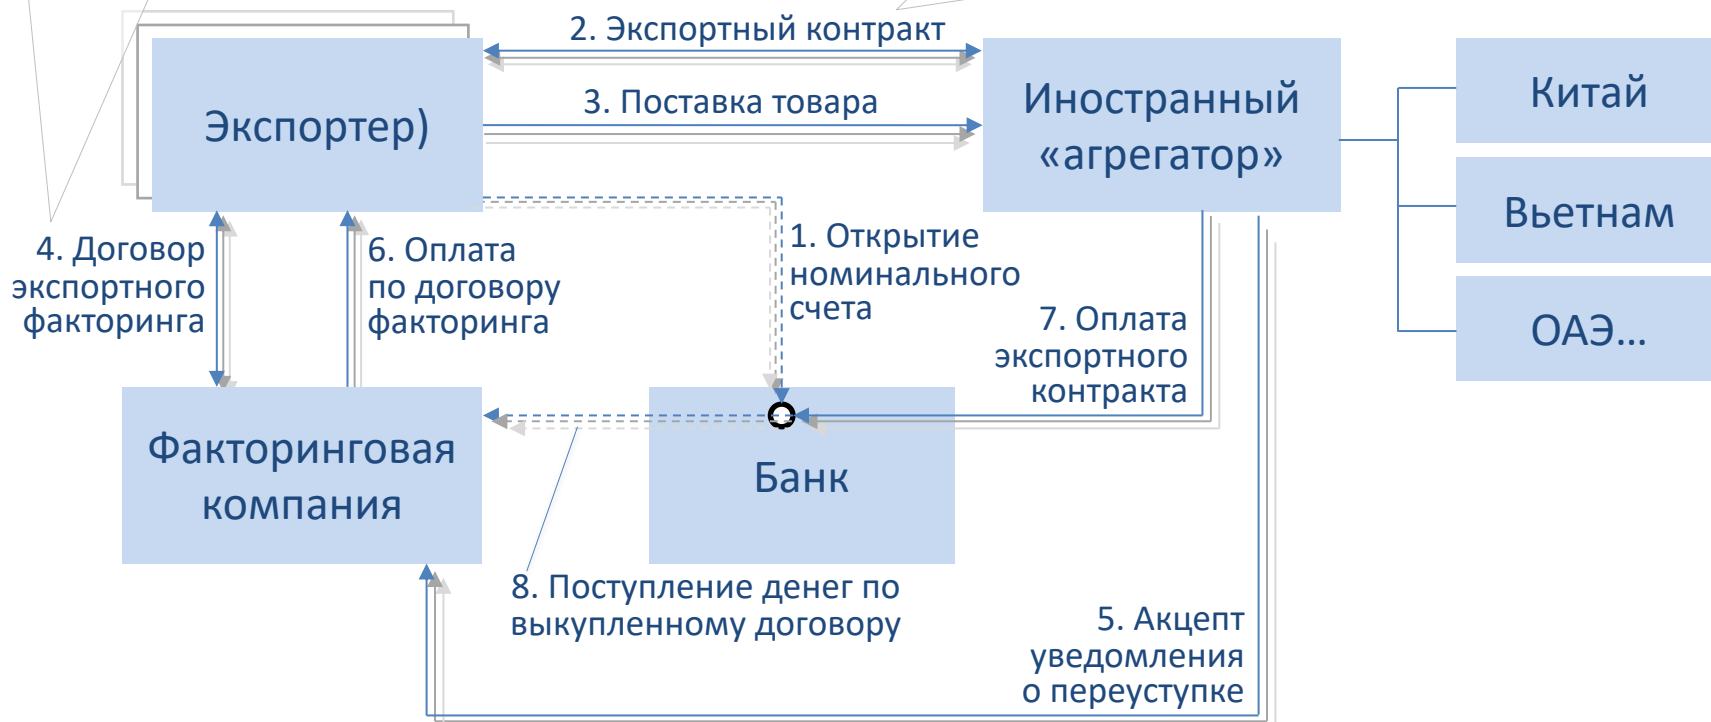 2. Экспортный контракт
3. Поставка товара
Экспортер)
Иностранный
«агрегатор»
Китай
Вьетнам
ОАЭ...
4. Договор
экспортного
факторинга
6. Оплата
по договору
факторинга
1. Открытие
номинального
счета
7. Оплата
экспортного
контракта
Факторинговая
компания
Банк
8. Поступление денег по
выкупленному договору
5. Акцепт
уведомления
о переуступке